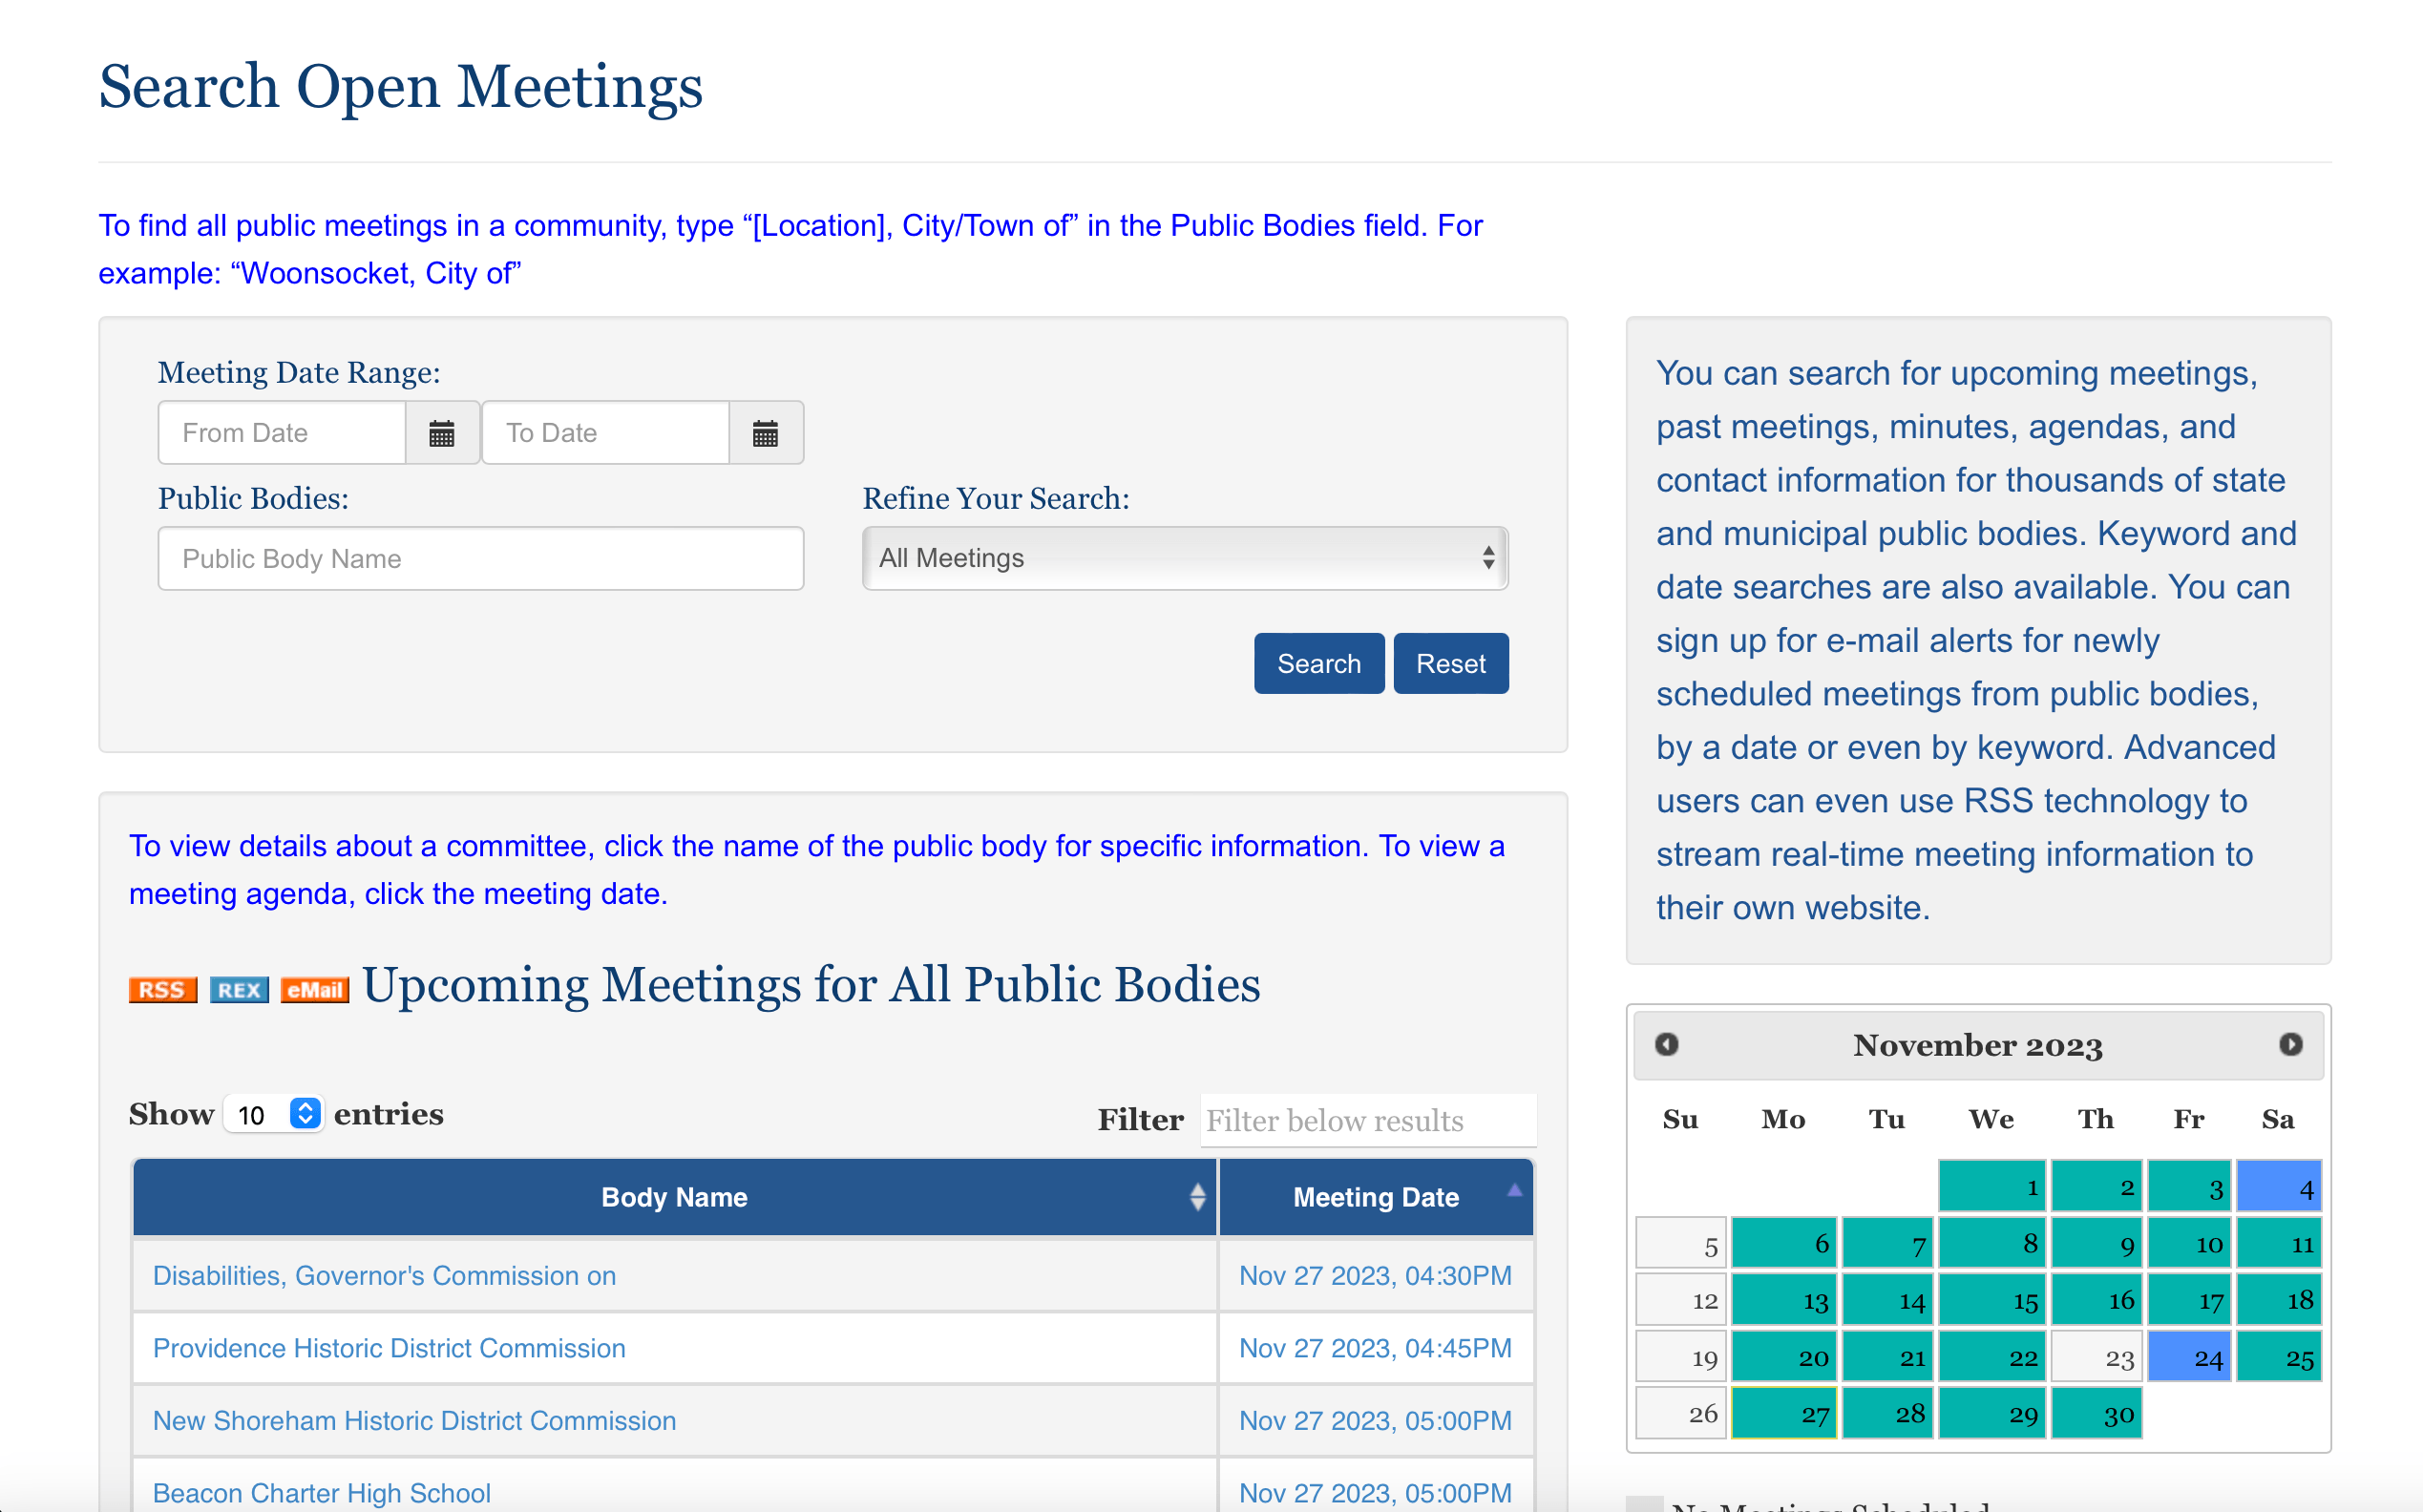 Search Open Meetings
To find all public meetings in a community, type “[Location], City/Town of” in the Public Bodies field. For
example: “Woonsocket, City of”
Meeting Date Range:
From Date
To Date
Public Bodies:
Refine Your Search:
Public Body Name
All Meetings
Search
Reset
To view details about a committee, click the name of the public body for specific information. To view a
meeting agenda, click the meeting date.
RSS REX eMail Upcoming Meetings for All Public Bodies
Show 10 entries
Filter Filter below results
Body Name Meeting Date
Disabilities, Governor's Commission on Nov 27 2023, 04:30PM
Providence Historic District Commission Nov 27 2023, 04:45PM
New Shoreham Historic District Commission Nov 27 2023, 05:00PM
Beacon Charter High School Nov 27 2023, 05:00PM
You can search for upcoming meetings,
past meetings, minutes, agendas, and
contact information for thousands of state
and municipal public bodies. Keyword and
date searches are also available. You can
sign up for e-mail alerts for newly
scheduled meetings from public bodies,
by a date or even by keyword. Advanced
users can even use RSS technology to
stream real-time meeting information to
their own website.
November 2023
Su Mo Tu We Th Fr Sa
1 2 3 4
5 6 7 8 9 10 11
12 13 14 15 16 17 18
19 20 21 22 23 24 25
26 27 28 29 30
No Meetings Scheduled